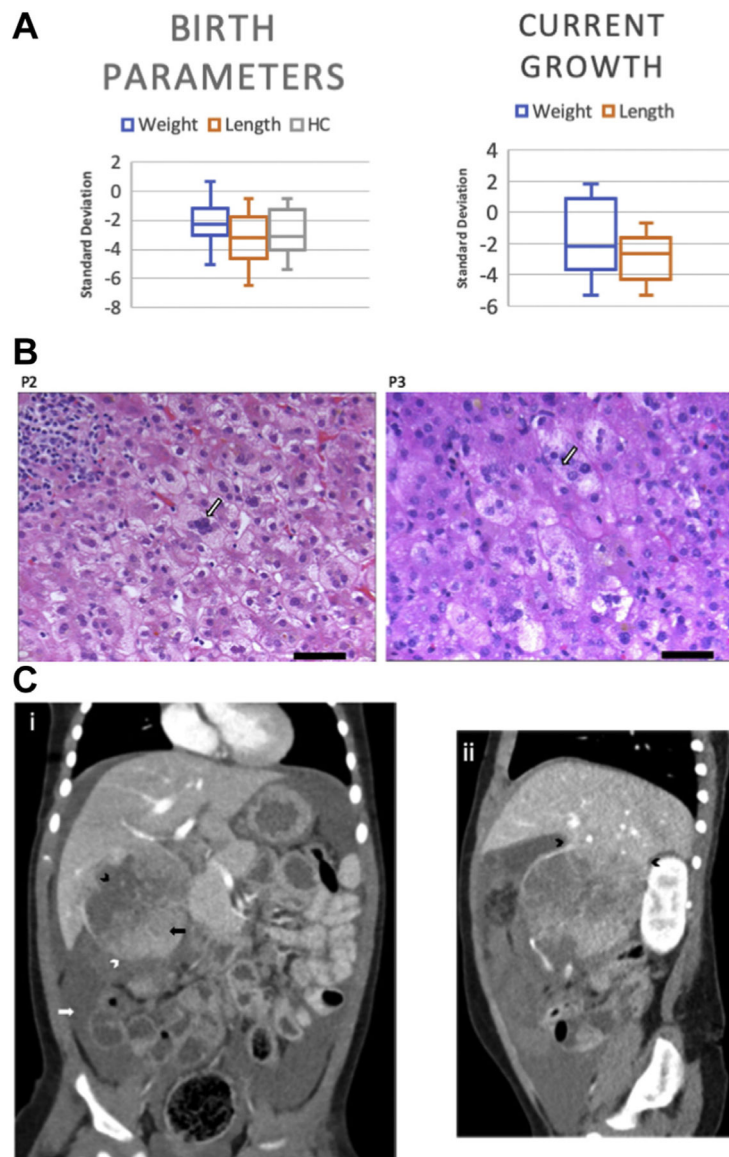 A
BIRTH
PARAMETERS
Weight Length HC
Standard Deviation
2
0
-2
-4
-6
-8
CURRENT
GROWTH
Weight Length
Standard Deviation
4
2
0
-2
-4
-6
B
P2
P3
C
i
ii